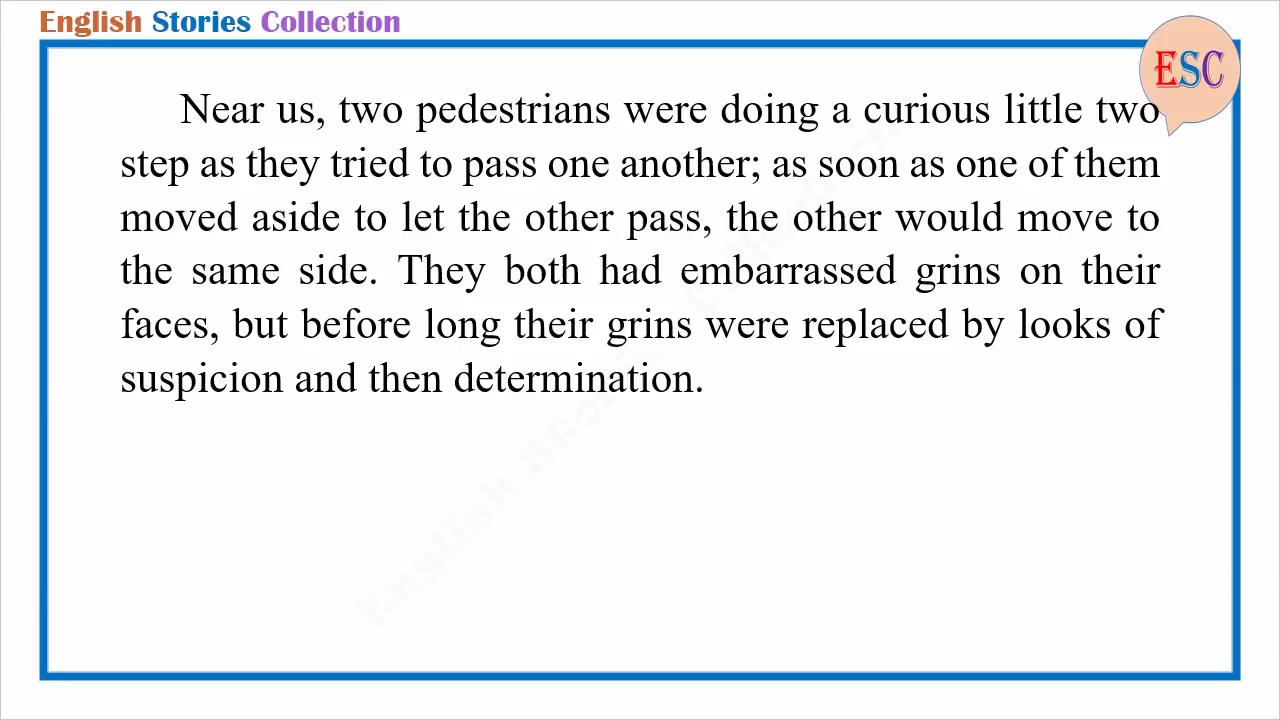 English Stories Collection
ESC
Near us, two pedestrians were doing a curious little two
step as they tried to pass one another; as soon as one of them
moved aside to let the other pass, the other would move to
the same side. They both had embarrassed grins on their
faces, but before long their grins were replaced by looks of
suspicion and then determination.